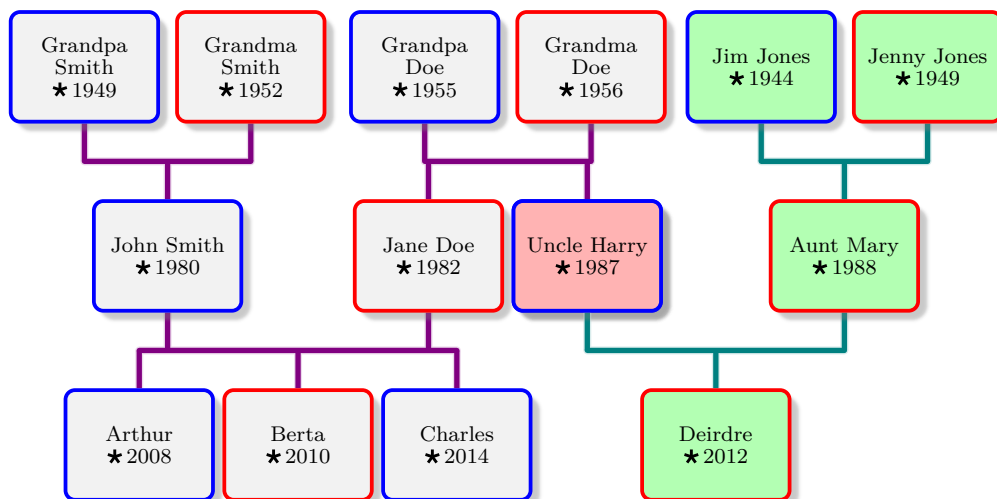 Grandpa
Smith
★1949
Grandma
Smith
★1952
Grandpa
Doe
★1955
Grandma
Doe
★1956
Jim Jones
★1944
Jenny Jones
★1949
John Smith
★1980
Jane Doe
★1982
Uncle Harry
★1987
Aunt Mary
★1988
Arthur
★2008
Berta
★2010
Charles
★2014
Deirdre
★2012